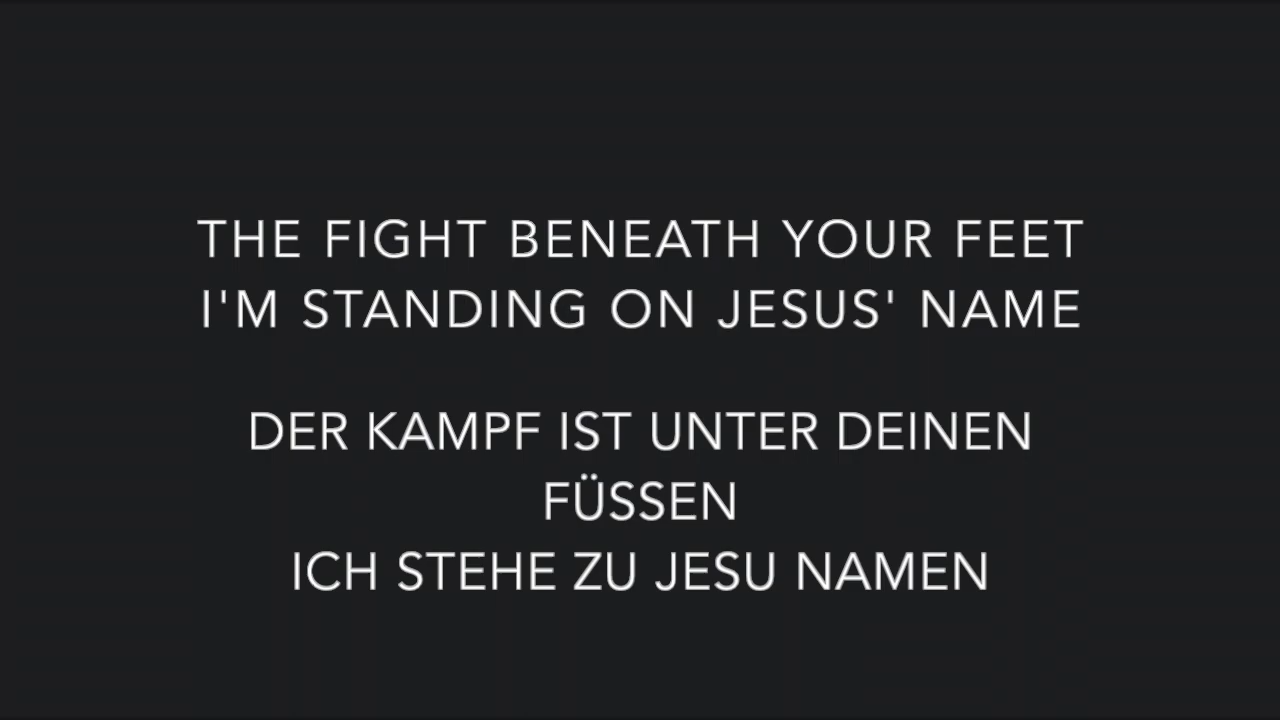 THE FIGHT BENEATH YOUR FEET
I'M STANDING ON JESUS' NAME
DER KAMPF IST UNTER DEINEN
FÜSSEN
ICH STEHE ZU JESU NAMEN